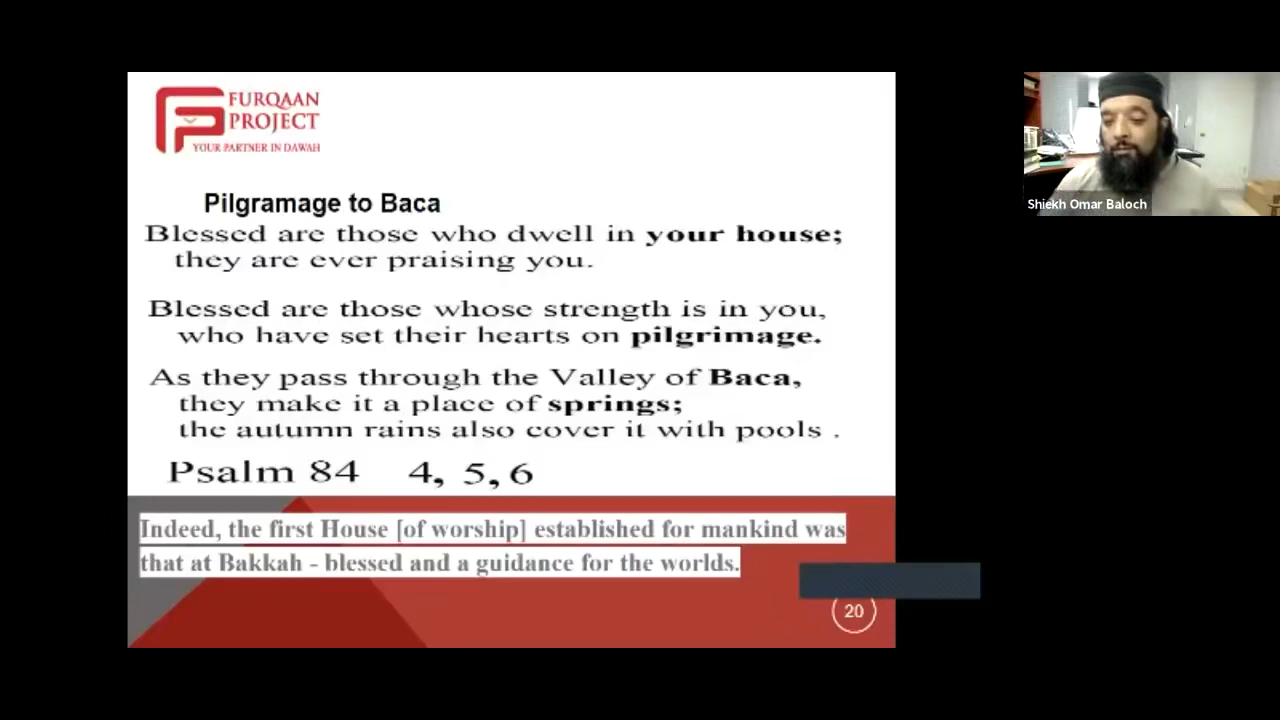 FURQAAN
PROJECT
YOUR PARTNER IN DAWAH
Pilgramage to Baca
Blessed are those who dwell in your house;
they are ever praising you.
Blessed are those whose strength is in you,
who have set their hearts on pilgrimage.
As they pass through the Valley of Baca,
they make it a place of springs;
the autumn rains also cover it with pools .
Psalm 84 4, 5, 6
Indeed, the first House [of worship] established for mankind was
that at Bakkah - blessed and a guidance for the worlds.
20
Shiekh Omar Baloch